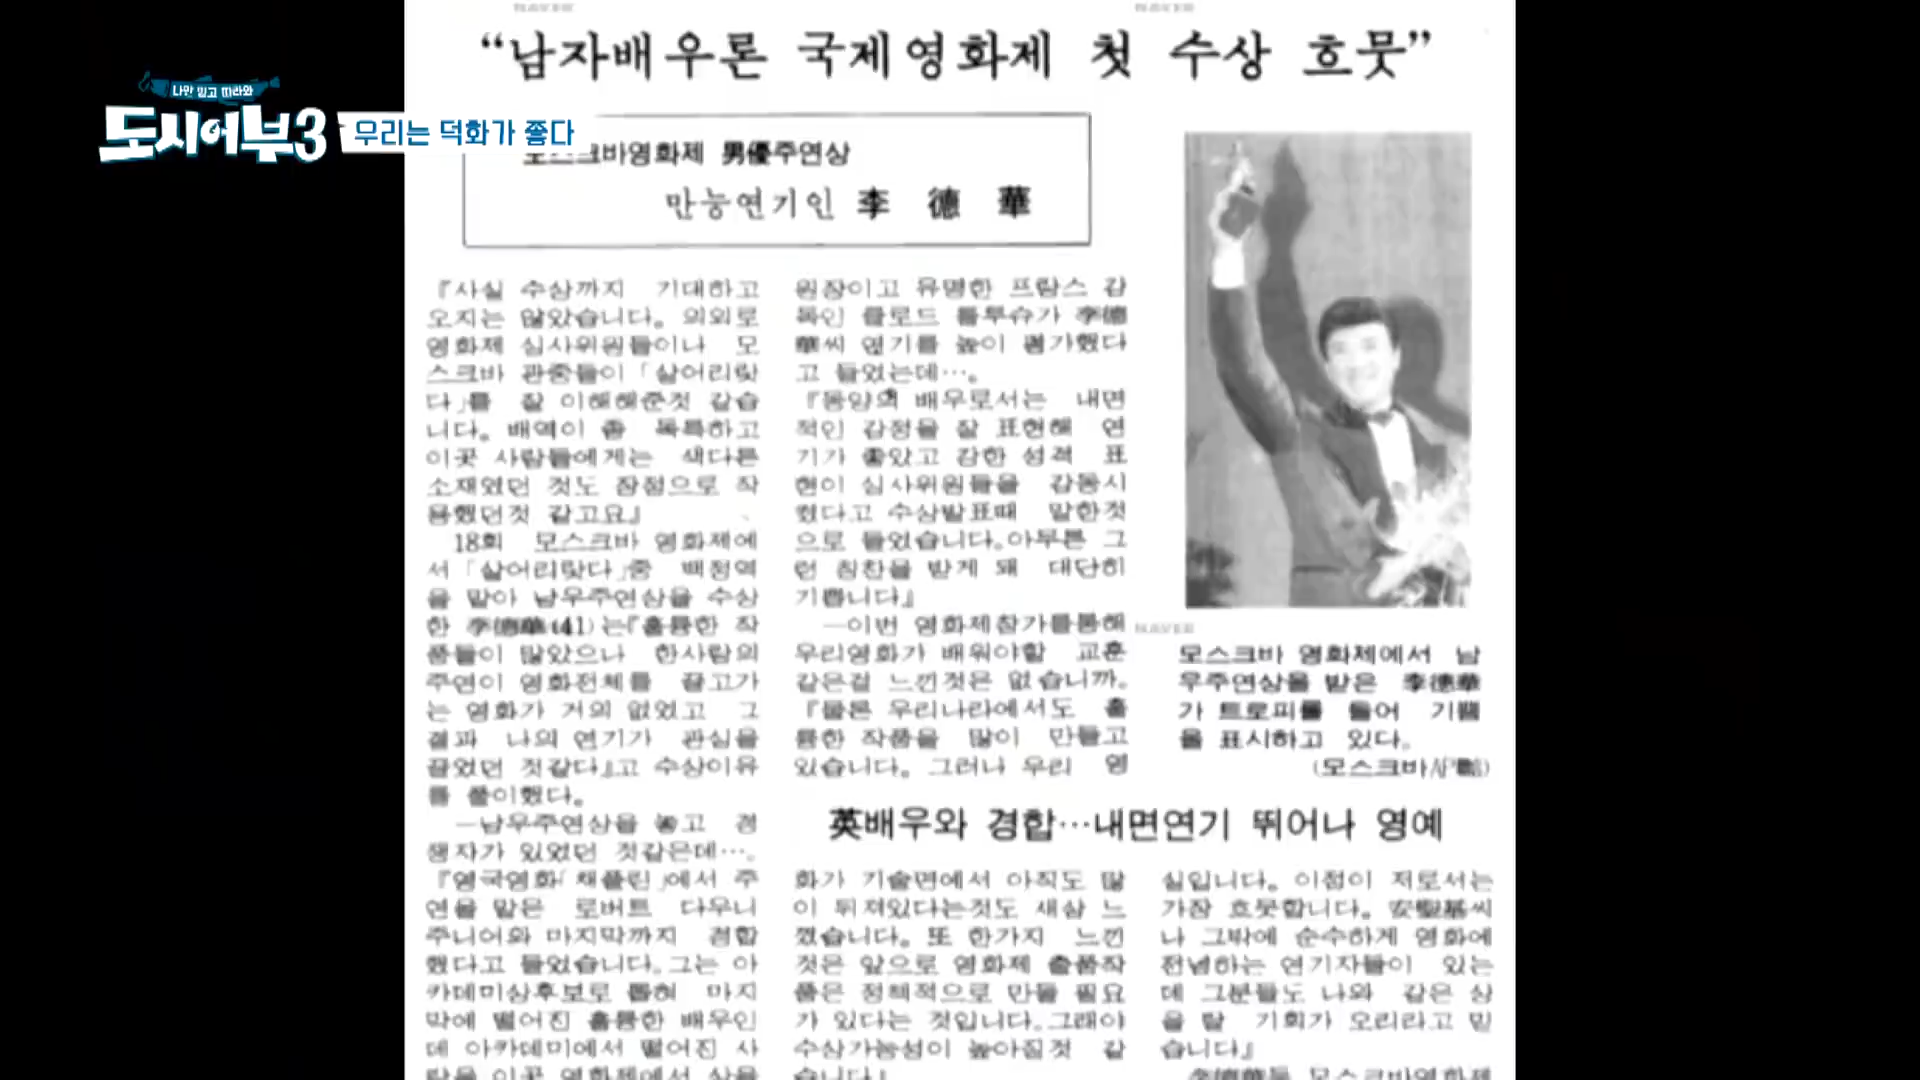 “남자배우론 국제영화제 첫 수상 흐뭇”
나만 믿고 따라와
도시어부3
우리는 덕화가 좋다
모스크바영화제 男優주연상
만능연기인 李德華
『사실 수상까지 기대하고
오지는 않았습니다. 의외로
영화제 심사위원들이나 모
스크바 관중들이「살어리랏
다」를 잘 이해해준것 같습
니다. 배역이 좀 독특하고
이곳 사람들에게는 색다른
소재였던 것도 장점으로 작
용했던것 같고요』
18회 모스크바 영화제에
서「살어리랏다」중 백정역
을 맡아 남우주연상을 수상
한 李德華(41)는『훌륭한 작
품들이 많았으나 한사람의
주연이 영화전체를 끌고가
는 영화가 거의 없었고 그
결과 나의 연기가 관심을
끌었던 것같다』고 수상이유
를 풀이했다.
—남우주연상을 놓고 경
쟁자가 있었던 것같은데….
『영국영화「채플린」에서 주
연을 맡은 로버트 다우니
주니어와 마지막까지 경합
했다고 들었습니다. 그는 아
카데미상후보로 뽑혀 마지
막에 떨어진 훌륭한 배우인
데 아카데미에서 떨어진 사
람을 이곳 영화제에서 상을
원장이고 유명한 프랑스 감
독인 클로드 를루슈가 李德
華씨 연기를 높이 평가했다
고 들었는데….
『동양의 배우로서는 내면
적인 감정을 잘 표현해 연
기가 좋았고 강한 성격 표
현이 심사위원들을 감동시
켰다고 수상발표때 말한것
으로 들었습니다. 아무튼 그
런 칭찬을 받게 돼 대단히
기쁩니다』
—이번 영화제참가를통해
우리영화가 배워야할 교훈
같은걸 느낀것은 없습니까.
『물론 우리나라에서도 훌
륭한 작품을 많이 만들고
있습니다. 그러나 우리 영
모스크바 영화제에서 남
우주연상을 받은 李德華
가 트로피를 들어 기쁨
을 표시하고 있다.
(모스크바
英배우와 경합…내면연기 뛰어나 영예
화가 기술면에서 아직도 많
이 뒤져있다는것도 새삼 느
꼈습니다. 또 한가지 느낀
것은 앞으로 영화제 출품작
품은 정책적으로 만들 필요
가 있다는 것입니다. 그래야
수상가능성이 높아질것 같
습니다』
실입니다. 이점이 저로서는
가장 흐뭇합니다. 安聖基씨
나 그밖에 순수하게 영화에
전념하는 연기자들이 있는
데 그분들도 나와 같은 상
을 탈 기회가 오리라고 믿
습니다』
李德華는 모스크바영화제
NAVER